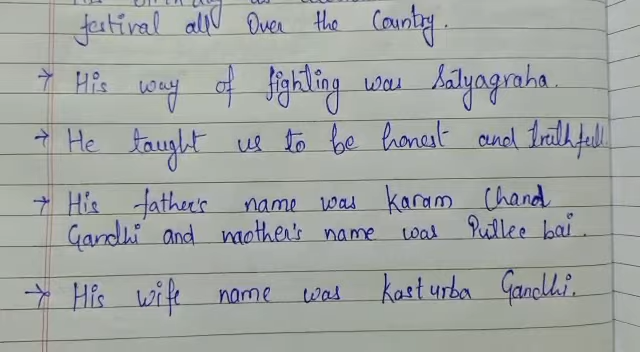 festival all over the Country.
→ His way of fighting was Satyagraha.
→ He taught us to be honest and truthfull
→ His father's name was Karam Chand
Gandhi and mother's name was Putlee bai.
→ His wife name was Kasturba Gandhi.